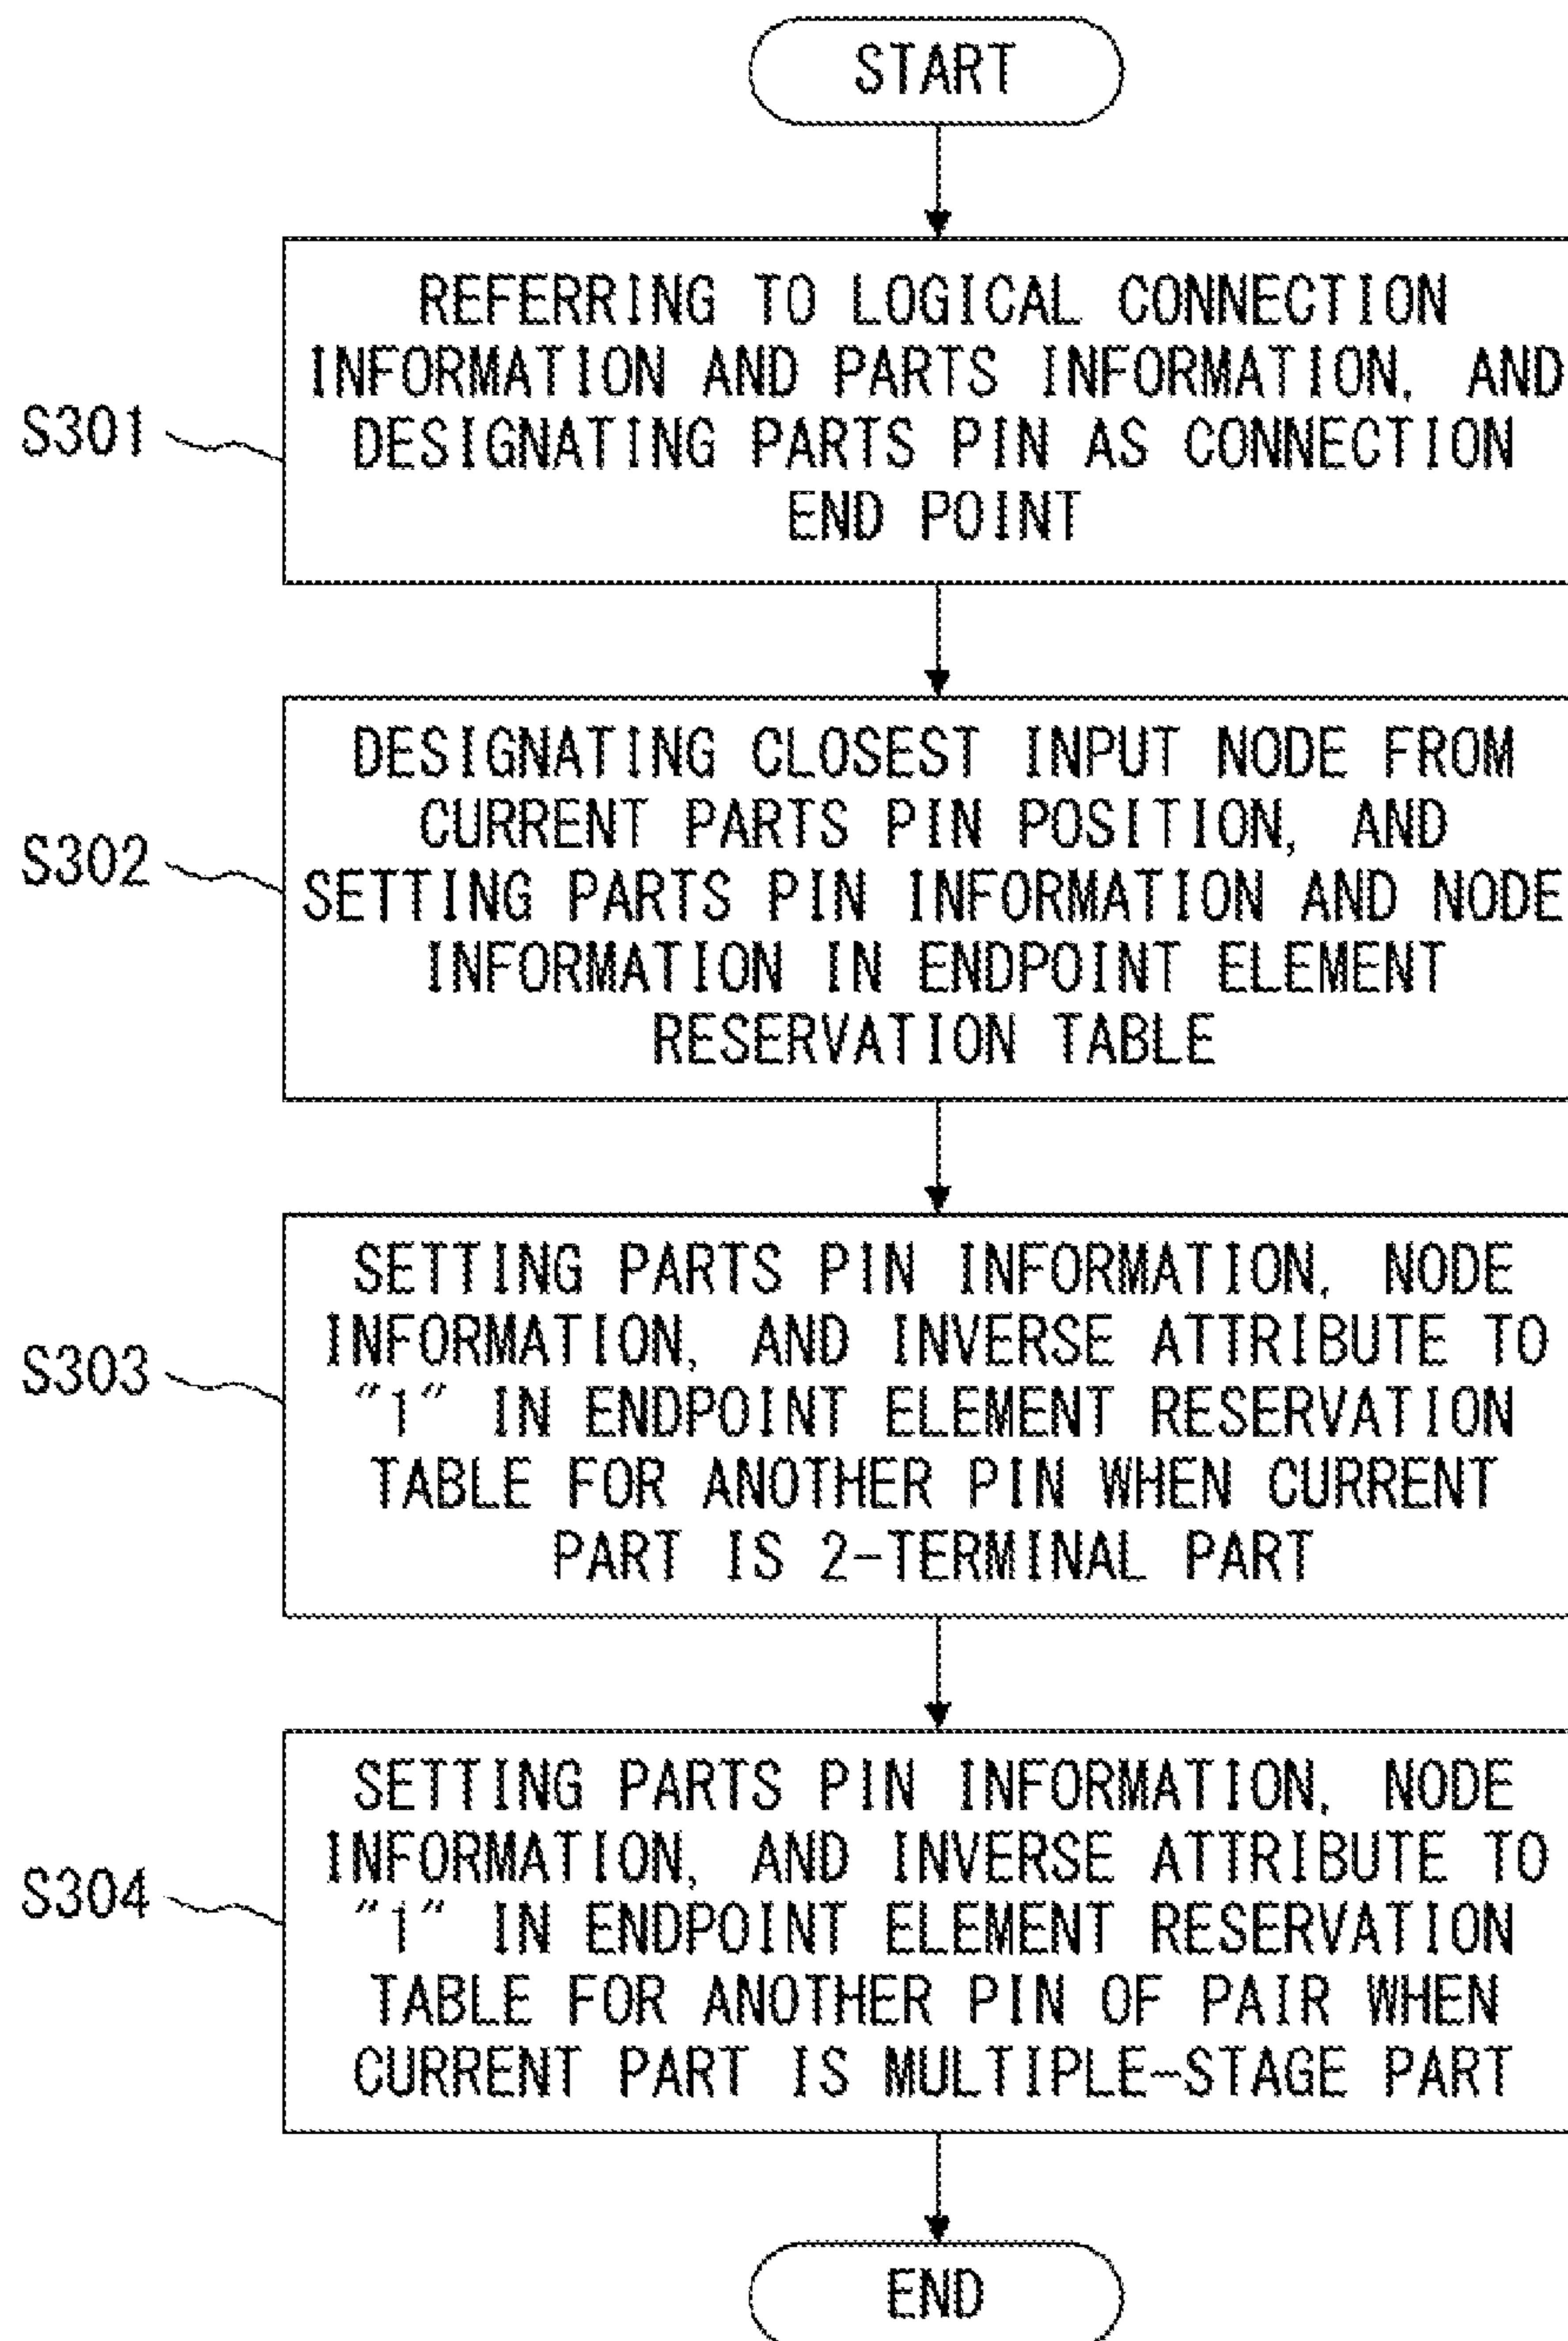 START
REFERRING TO LOGICAL CONNECTION
INFORMATION AND PARTS INFORMATION, AND
DESIGNATING PARTS PIN AS CONNECTION
END POINT
S301
DESIGNATING CLOSEST INPUT NODE FROM
CURRENT PARTS PIN POSITION, AND
SETTING PARTS PIN INFORMATION AND NODE
INFORMATION IN ENDPOINT ELEMENT
RESERVATION TABLE
S302
SETTING PARTS PIN INFORMATION, NODE
INFORMATION, AND INVERSE ATTRIBUTE TO
"1" IN ENDPOINT ELEMENT RESERVATION
TABLE FOR ANOTHER PIN WHEN CURRENT
PART IS 2-TERMINAL PART
S303
SETTING PARTS PIN INFORMATION, NODE
INFORMATION, AND INVERSE ATTRIBUTE TO
"1" IN ENDPOINT ELEMENT RESERVATION
TABLE FOR ANOTHER PIN OF PAIR WHEN
CURRENT PART IS MULTIPLE-STAGE PART
S304
END